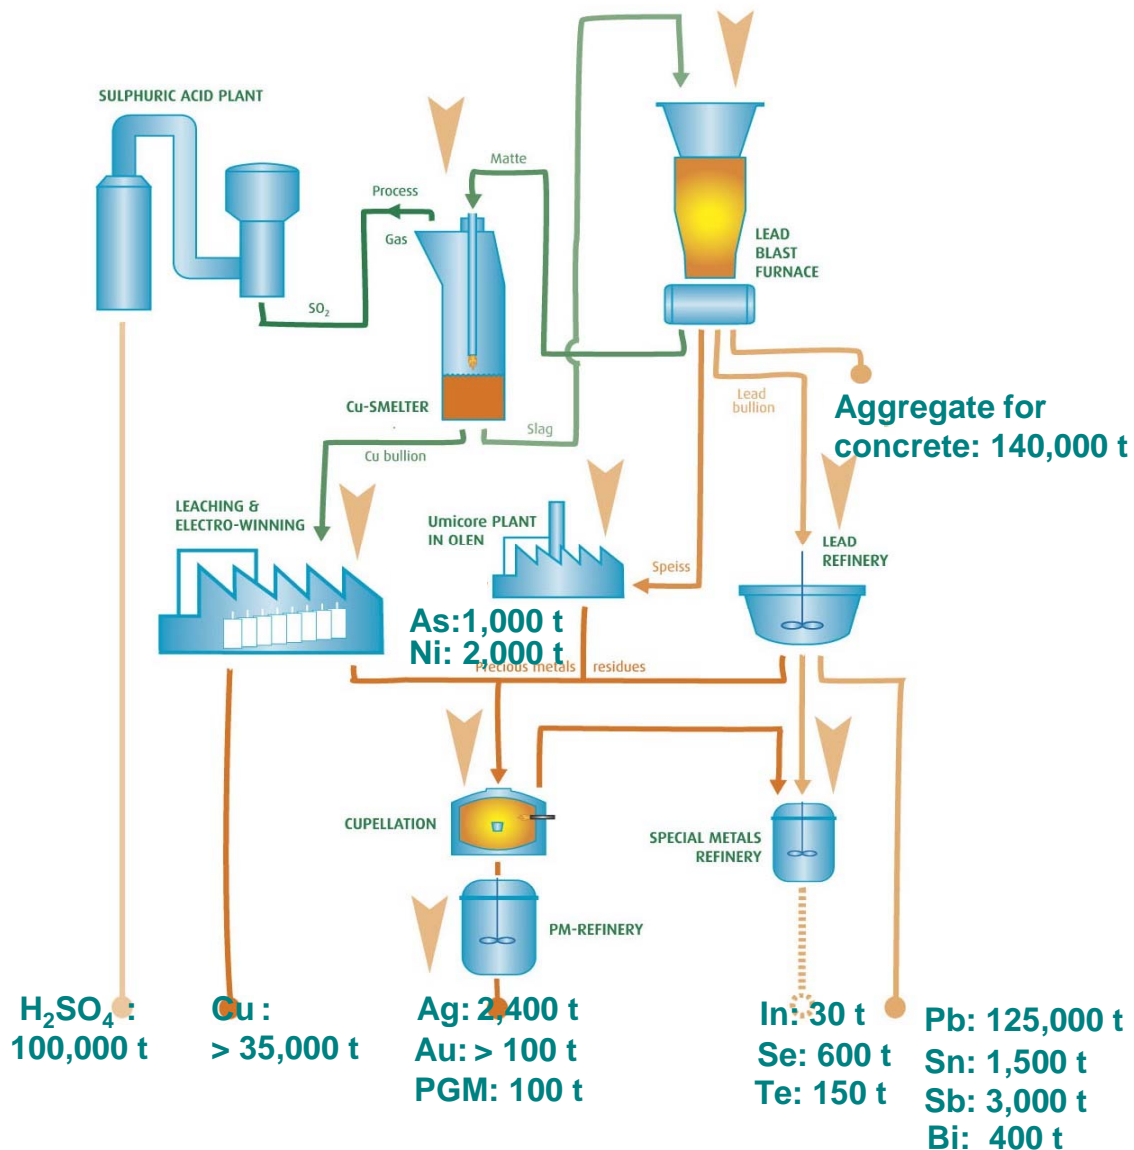 SULPHURIC ACID PLANT
Matte
Process
Gas
SO₂
LEAD
BLAST
FURNACE
Cu-SMELTER
Slag
Cu bullion
Lead
bullion
Aggregate for
concrete: 140,000 t
LEACHING &
ELECTRO-WINNING
Umicore PLANT
IN OLEN
Speiss
LEAD
REFINERY
As:1,000 t
Ni: 2,000 t
Precious metals residues
CUPELLATION
SPECIAL METALS
REFINERY
PM-REFINERY
H₂SO₄ :
100,000 t
Cu :
> 35,000 t
Ag: 2,400 t
Au: > 100 t
PGM: 100 t
In: 30 t
Se: 600 t
Te: 150 t
Pb: 125,000 t
Sn: 1,500 t
Sb: 3,000 t
Bi: 400 t